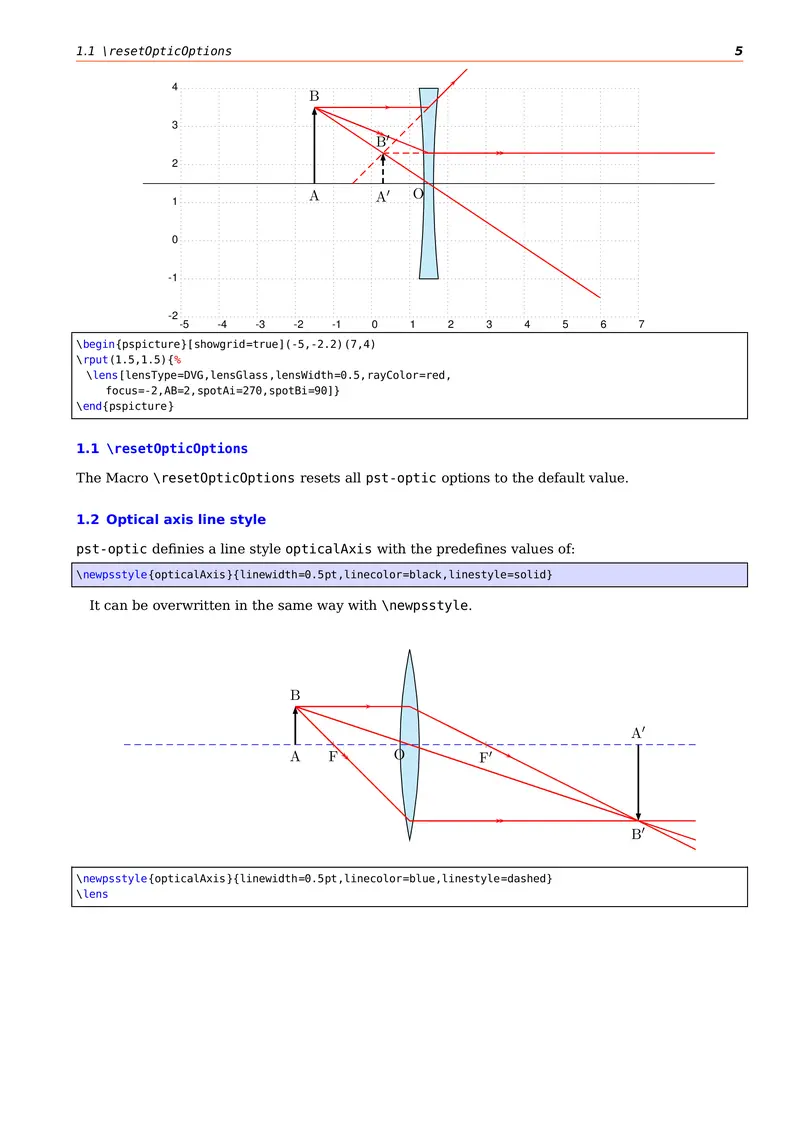 1.1 \resetOpticOptions 5
4
B
3
B′
2
A A′ O
1
0
-1
-2
-5 -4 -3 -2 -1 0 1 2 3 4 5 6 7
\begin{pspicture}[showgrid=true](-5,-2.2)(7,4)
\rput(1.5,1.5){%
\lens[lensType=DVG,lensGlass,lensWidth=0.5,rayColor=red,
focus=-2,AB=2,spotAi=270,spotBi=90]}
\end{pspicture}
1.1 \resetOpticOptions
The Macro \resetOpticOptions resets all pst-optic options to the default value.
1.2 Optical axis line style
pst-optic definies a line style opticalAxis with the predefines values of:
\newpsstyle{opticalAxis}{linewidth=0.5pt,linecolor=black,linestyle=solid}
It can be overwritten in the same way with \newpsstyle.
B
A′
A F O F′
B′
\newpsstyle{opticalAxis}{linewidth=0.5pt,linecolor=blue,linestyle=dashed}
\lens